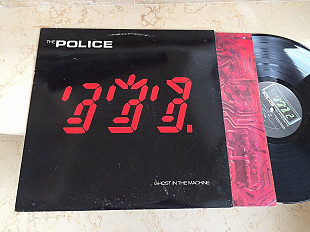 THE POLICE
GHOST IN THE MACHINE